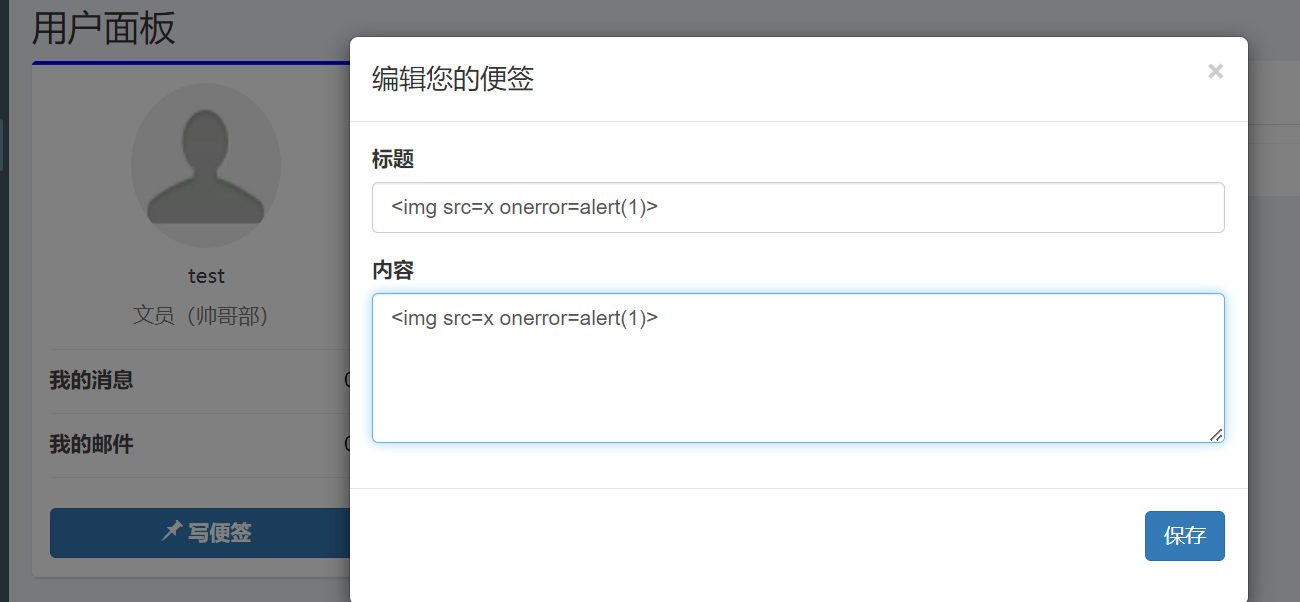 用户面板
test
文员（帅哥部）
我的消息
我的邮件
写便签
编辑您的便签
×
标题
<img src=x onerror=alert(1)>
内容
<img src=x onerror=alert(1)>
保存